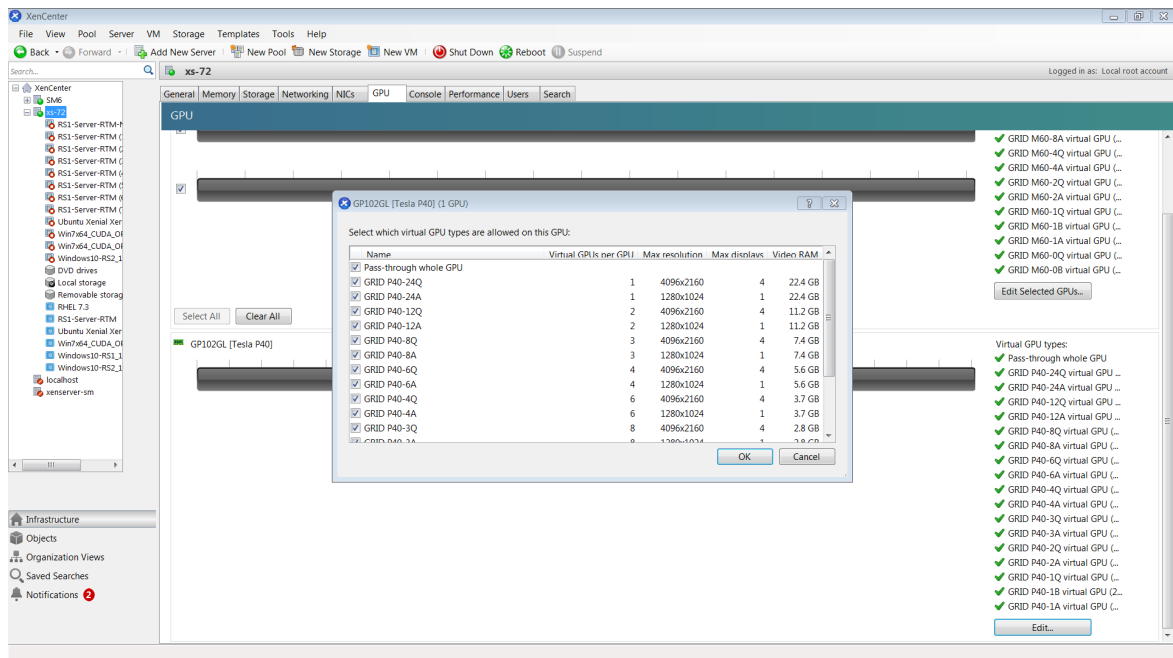 XenCenter
File View Pool Server VM Storage Templates Tools Help
Back Forward Add New Server New Pool New Storage New VM Shut Down Reboot Suspend
Search...
xs-72
Logged in as: Local root account
XenCenter
SM6
xs-72
RS1-Server-RTM-N
RS1-Server-RTM (
RS1-Server-RTM (
RS1-Server-RTM (
RS1-Server-RTM (
RS1-Server-RTM (
RS1-Server-RTM (
RS1-Server-RTM (
Ubuntu Xenial Xer
Win7x64_CUDA_O
Win7x64_CUDA_O
Windows10-RS2_1
DVD drives
Local storage
Removable storag
RHEL 7.3
RS1-Server-RTM
Ubuntu Xenial Xer
Win7x64_CUDA_O
Windows10-RS1_1
Windows10-RS2_1
localhost
xenserver-sm
Infrastructure
Objects
Organization Views
Saved Searches
Notifications 2
General Memory Storage Networking NICs GPU Console Performance Users Search
GPU
GRID M60-8A virtual GPU (...
GRID M60-4Q virtual GPU (...
GRID M60-4A virtual GPU (...
GRID M60-2Q virtual GPU (...
GRID M60-2A virtual GPU (...
GRID M60-1Q virtual GPU (...
GRID M60-1B virtual GPU (...
GRID M60-1A virtual GPU (...
GRID M60-0Q virtual GPU (...
GRID M60-0B virtual GPU (...
Edit Selected GPUs...
Select All Clear All
GP102GL [Tesla P40]
GP102GL [Tesla P40] (1 GPU)
Select which virtual GPU types are allowed on this GPU:
Name Virtual GPUs per GPU Max resolution Max displays Video RAM
Pass-through whole GPU
GRID P40-24Q 1 4096x2160 4 22.4 GB
GRID P40-24A 1 1280x1024 1 22.4 GB
GRID P40-12Q 2 4096x2160 4 11.2 GB
GRID P40-12A 2 1280x1024 1 11.2 GB
GRID P40-8Q 3 4096x2160 4 7.4 GB
GRID P40-8A 3 1280x1024 1 7.4 GB
GRID P40-6Q 4 4096x2160 4 5.6 GB
GRID P40-6A 4 1280x1024 1 5.6 GB
GRID P40-4Q 6 4096x2160 4 3.7 GB
GRID P40-4A 6 1280x1024 1 3.7 GB
GRID P40-3Q 8 4096x2160 4 2.8 GB
GRID P40-3A 8 1280x1024 1 2.8 GB
OK Cancel
Virtual GPU types:
Pass-through whole GPU
GRID P40-24Q virtual GPU ...
GRID P40-24A virtual GPU ...
GRID P40-12Q virtual GPU ...
GRID P40-12A virtual GPU ...
GRID P40-8Q virtual GPU (...
GRID P40-8A virtual GPU (...
GRID P40-6Q virtual GPU (...
GRID P40-6A virtual GPU (...
GRID P40-4Q virtual GPU (...
GRID P40-4A virtual GPU (...
GRID P40-3Q virtual GPU (...
GRID P40-3A virtual GPU (...
GRID P40-2Q virtual GPU (...
GRID P40-2A virtual GPU (...
GRID P40-1Q virtual GPU (...
GRID P40-1B virtual GPU (2...
GRID P40-1A virtual GPU (...
Edit...